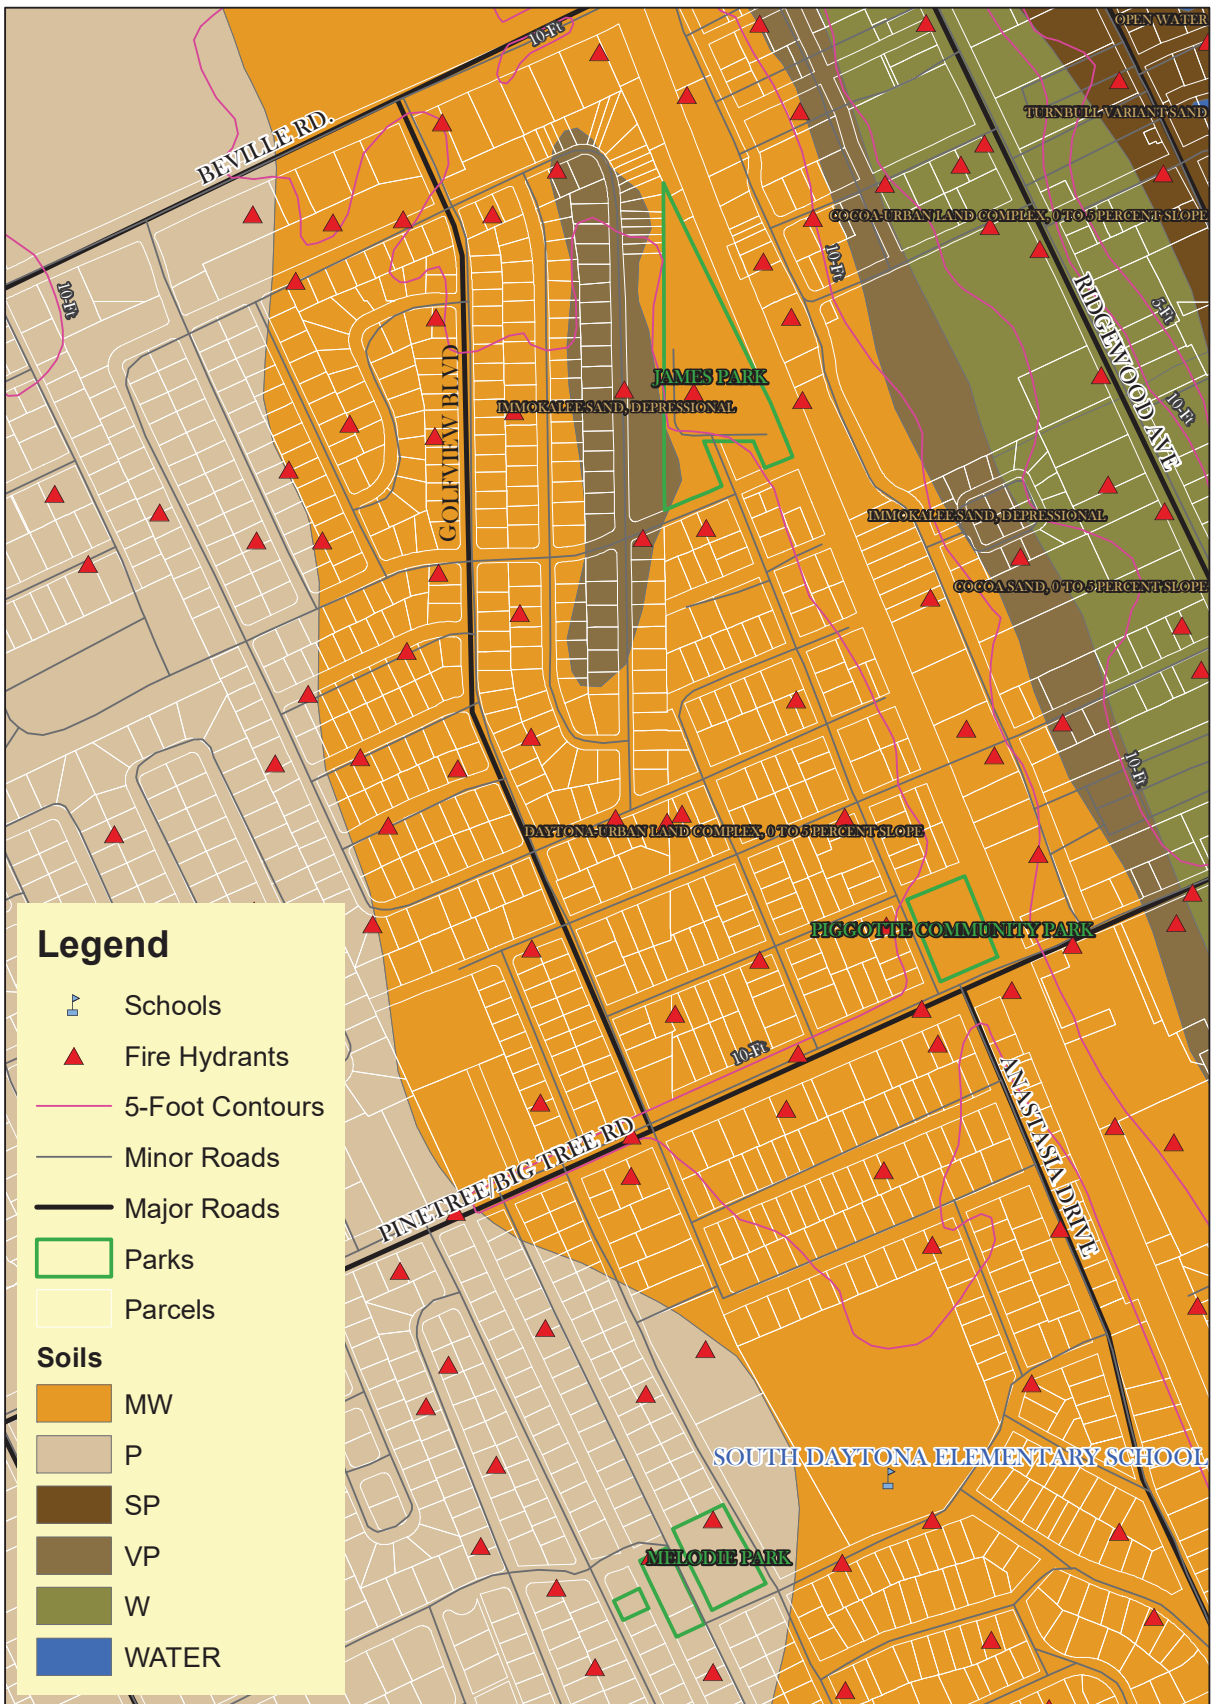 OPEN WATER
10-Ft
TURNBULL VARIANT SAND
BEVILLE RD.
COCOA-URBAN LAND COMPLEX, 0 TO 5 PERCENT SLOPE
10-Ft
10-Ft
RIDGEWOOD AVE
5-Ft
GOLFVIEW BLVD
JAMES PARK
IMMOKALEE SAND, DEPRESSIONAL
10-Ft
IMMOKALEE SAND, DEPRESSIONAL
COCOA SAND, 0 TO 5 PERCENT SLOPE
10-Ft
DAYTONA-URBAN LAND COMPLEX, 0 TO 5 PERCENT SLOPE
PIGGOTTE COMMUNITY PARK
10-Ft
ANASTASIA DRIVE
PINETREE/BIG TREE RD
SOUTH DAYTONA ELEMENTARY SCHOOL
MELODIE PARK
Legend
Schools
Fire Hydrants
5-Foot Contours
Minor Roads
Major Roads
Parks
Parcels
Soils
MW
P
SP
VP
W
WATER